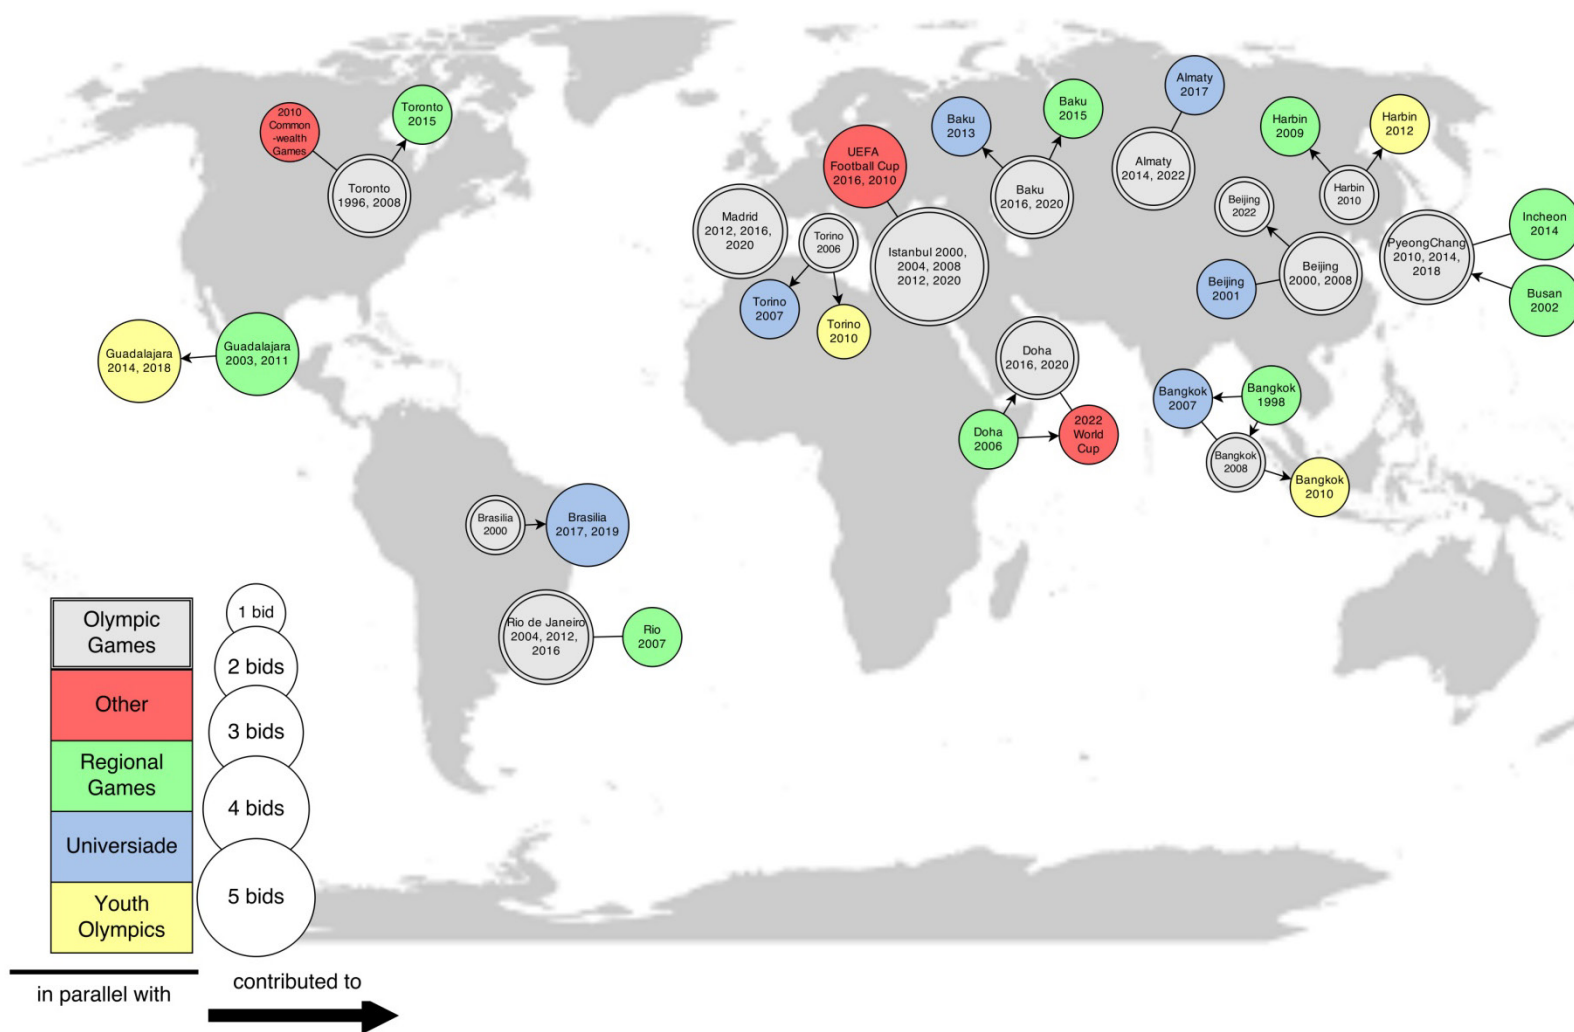 2010
Common
-wealth
Games
Toronto
2015
Toronto
1996, 2008
Guadalajara
2014, 2018
Guadalajara
2003, 2011
Brasilia
2000
Brasilia
2017, 2019
Rio de Janeiro
2004, 2012,
2016
Rio
2007
Madrid
2012, 2016,
2020
Torino
2006
Torino
2007
Torino
2010
UEFA
Football Cup
2016, 2010
Istanbul 2000,
2004, 2008
2012, 2020
Baku
2013
Baku
2015
Baku
2016, 2020
Almaty
2017
Almaty
2014, 2022
Harbin
2009
Harbin
2012
Harbin
2010
Beijing
2022
Beijing
2001
Beijing
2000, 2008
PyeongChang
2010, 2014,
2018
Incheon
2014
Busan
2002
Doha
2016, 2020
Doha
2006
2022
World
Cup
Bangkok
2007
Bangkok
1998
Bangkok
2008
Bangkok
2010
Olympic
Games
Other
Regional
Games
Universiade
Youth
Olympics
1 bid
2 bids
3 bids
4 bids
5 bids
in parallel with
contributed to